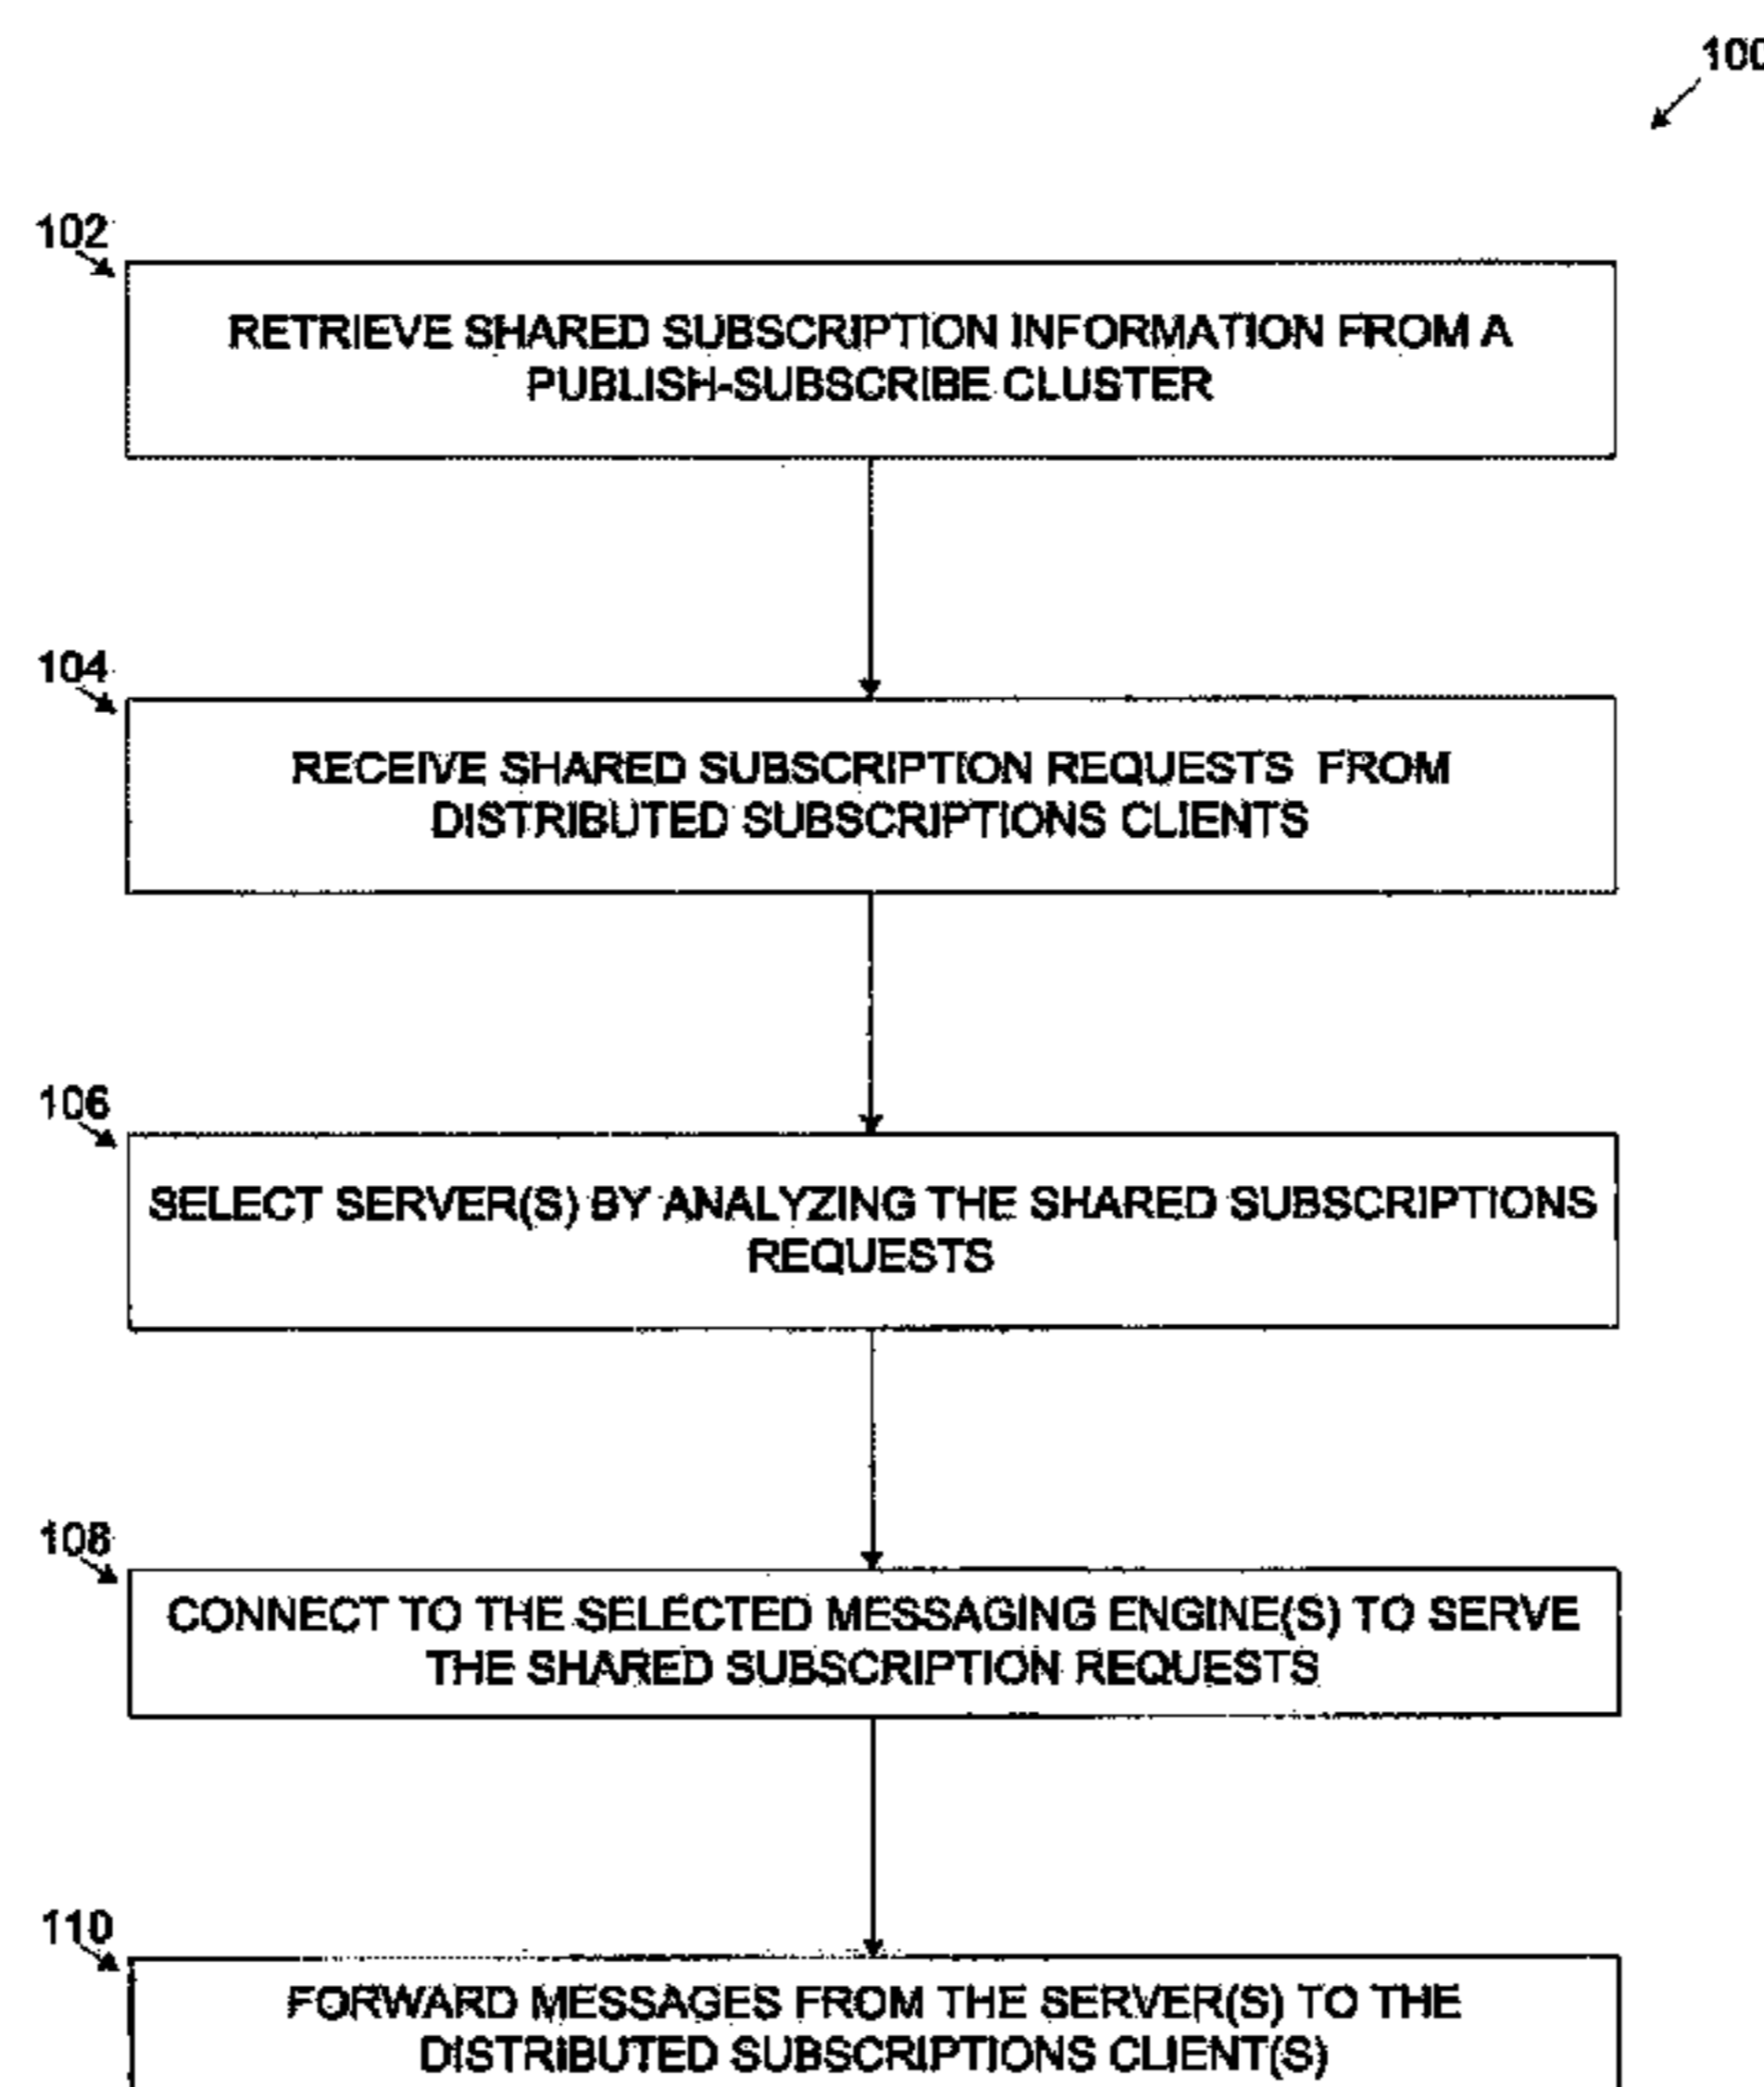 100
102
RETRIEVE SHARED SUBSCRIPTION INFORMATION FROM A
PUBLISH-SUBSCRIBE CLUSTER
104
RECEIVE SHARED SUBSCRIPTION REQUESTS FROM
DISTRIBUTED SUBSCRIPTIONS CLIENTS
106
SELECT SERVER(S) BY ANALYZING THE SHARED SUBSCRIPTIONS
REQUESTS
108
CONNECT TO THE SELECTED MESSAGING ENGINE(S) TO SERVE
THE SHARED SUBSCRIPTION REQUESTS
110
FORWARD MESSAGES FROM THE SERVER(S) TO THE
DISTRIBUTED SUBSCRIPTIONS CLIENT(S)